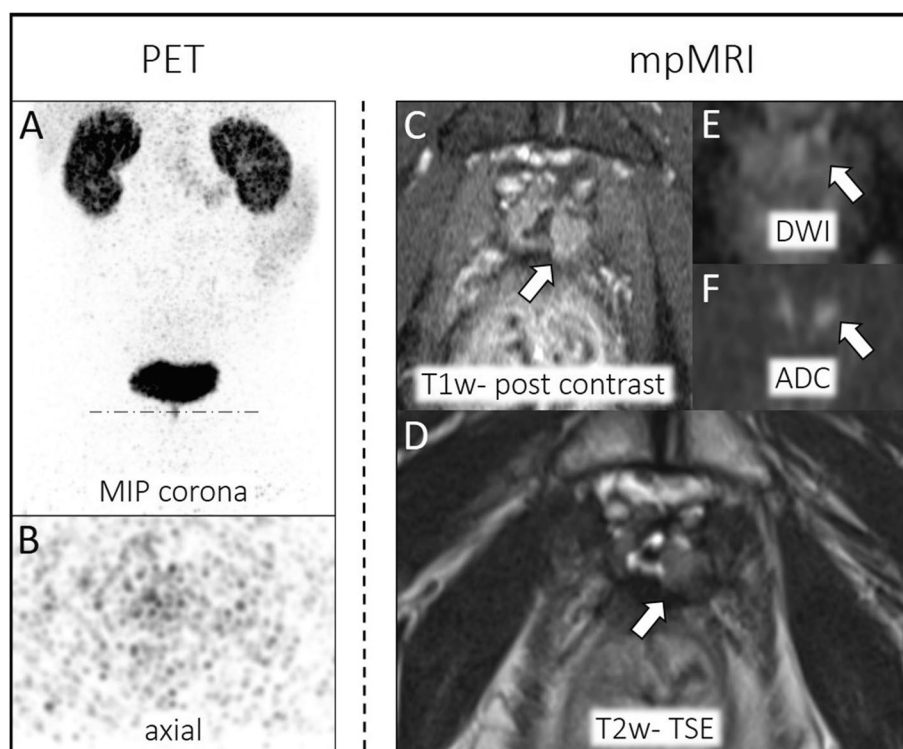 PET
mpMRI
A
MIP corona
B
axial
C
T1w- post contrast
E
DWI
F
ADC
D
T2w- TSE